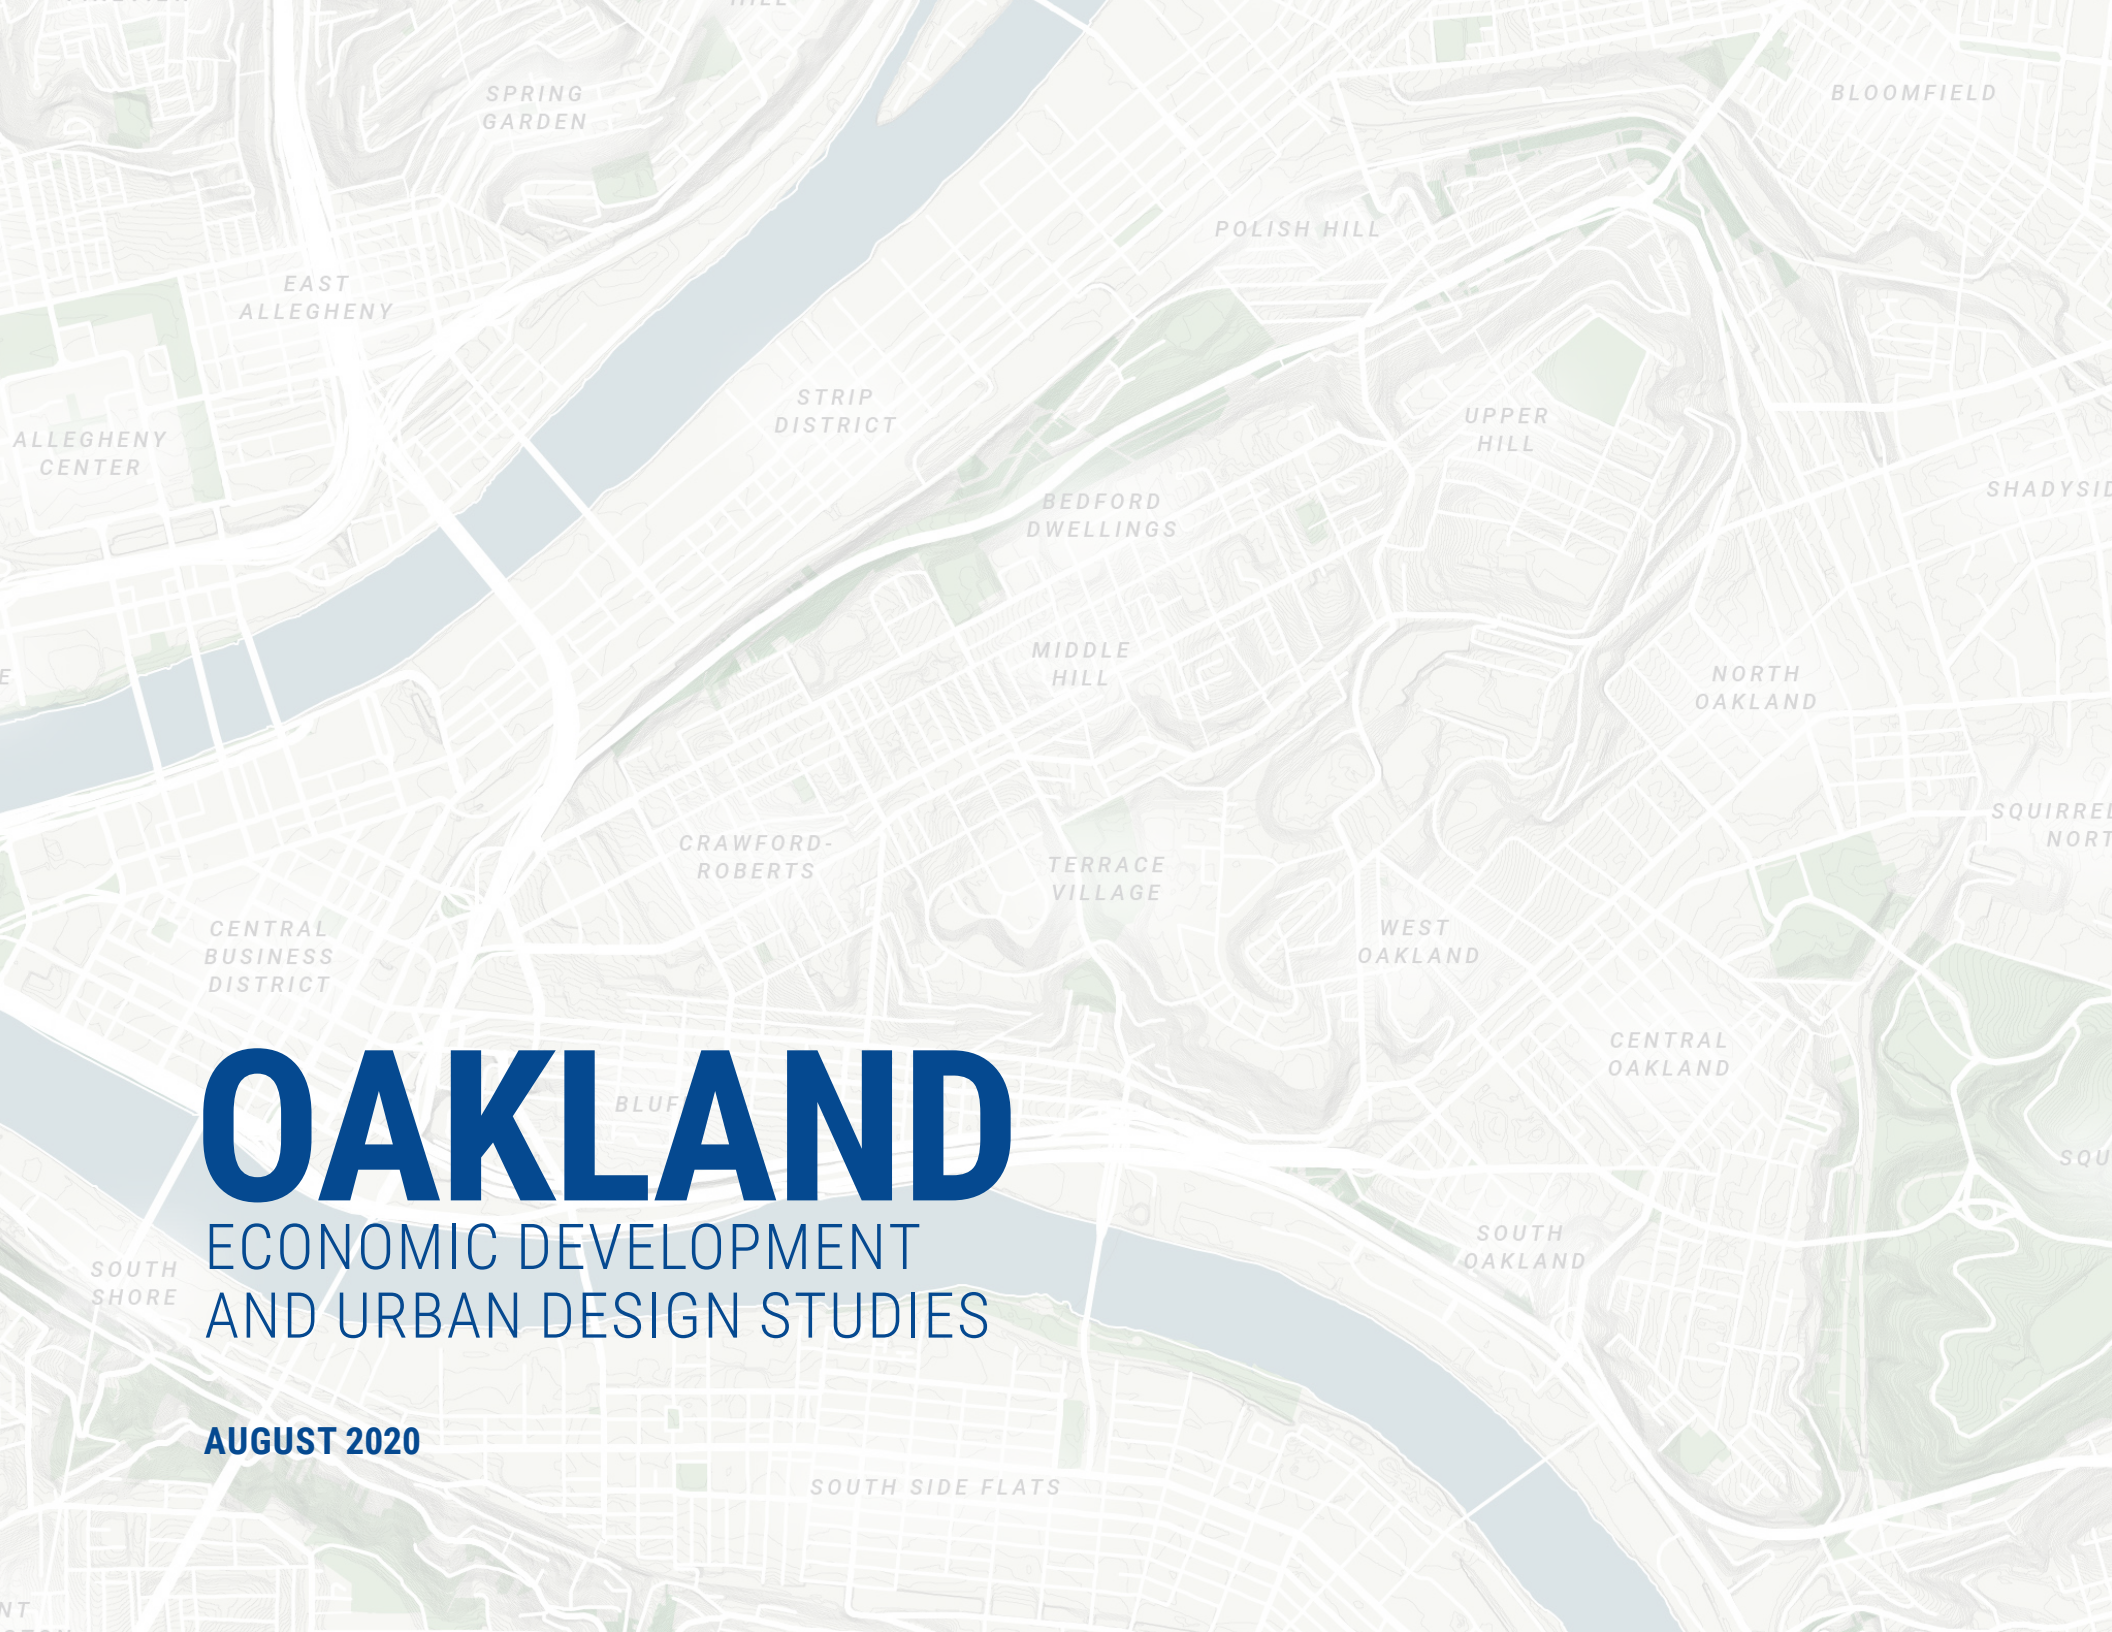 HILL
SPRING
GARDEN
BLOOMFIELD
POLISH HILL
EAST
ALLEGHENY
STRIP
DISTRICT
UPPER
HILL
ALLEGHENY
CENTER
SHADYSID
BEDFORD
DWELLINGS
MIDDLE
HILL
NORTH
OAKLAND
SQUIRREL
NORT
CRAWFORD-
ROBERTS
TERRACE
VILLAGE
WEST
OAKLAND
CENTRAL
BUSINESS
DISTRICT
CENTRAL
OAKLAND
BLUF
OAKLAND
ECONOMIC DEVELOPMENT
AND URBAN DESIGN STUDIES
SQU
SOUTH
OAKLAND
SOUTH
SHORE
AUGUST 2020
SOUTH SIDE FLATS
NT